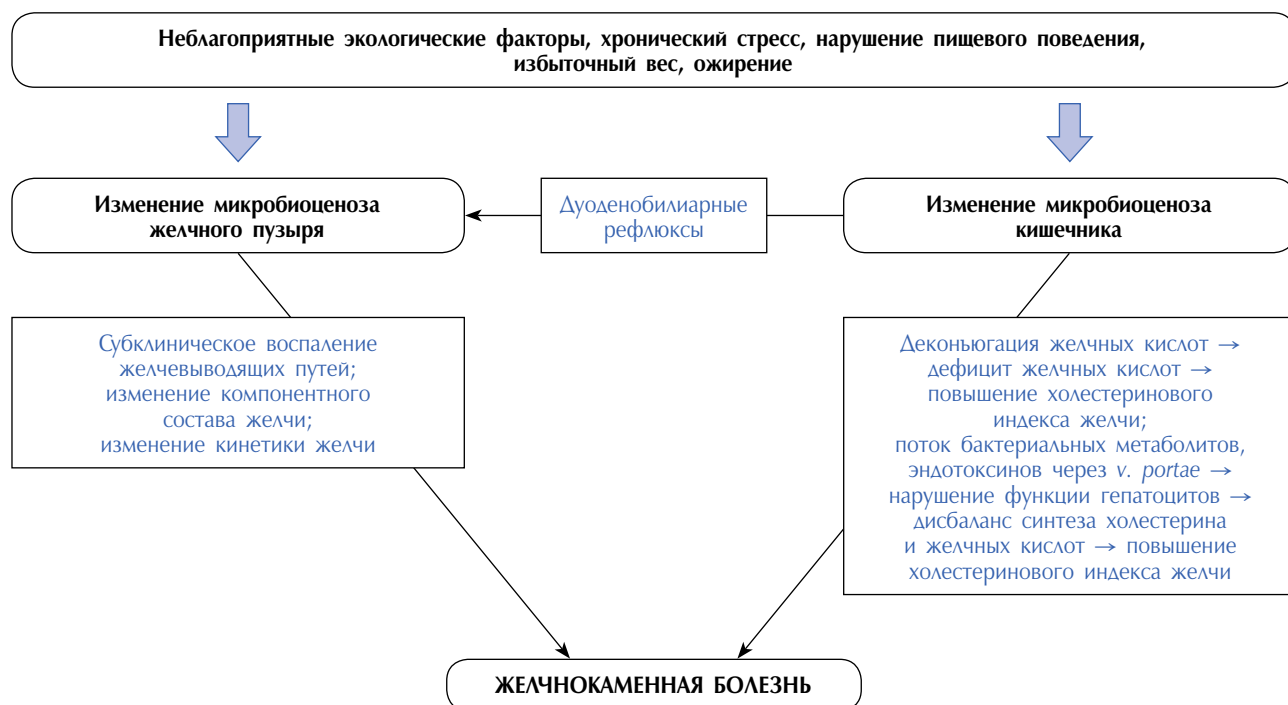 Неблагоприятные экологические факторы, хронический стресс, нарушение пищевого поведения,
избыточный вес, ожирение
Изменение микробиоценоза
желчного пузыря
Дуоденобилиарные
рефлюксы
Изменение микробиоценоза
кишечника
Субклиническое воспаление
желчевыводящих путей;
изменение компонентного
состава желчи;
изменение кинетики желчи
Деконьюгация желчных кислот →
дефицит желчных кислот →
повышение холестеринового
индекса желчи;
поток бактериальных метаболитов,
эндотоксинов через v. portae →
нарушение функции гепатоцитов →
дисбаланс синтеза холестерина
и желчных кислот → повышение
холестеринового индекса желчи
ЖЕЛЧНОКАМЕННАЯ БОЛЕЗНЬ